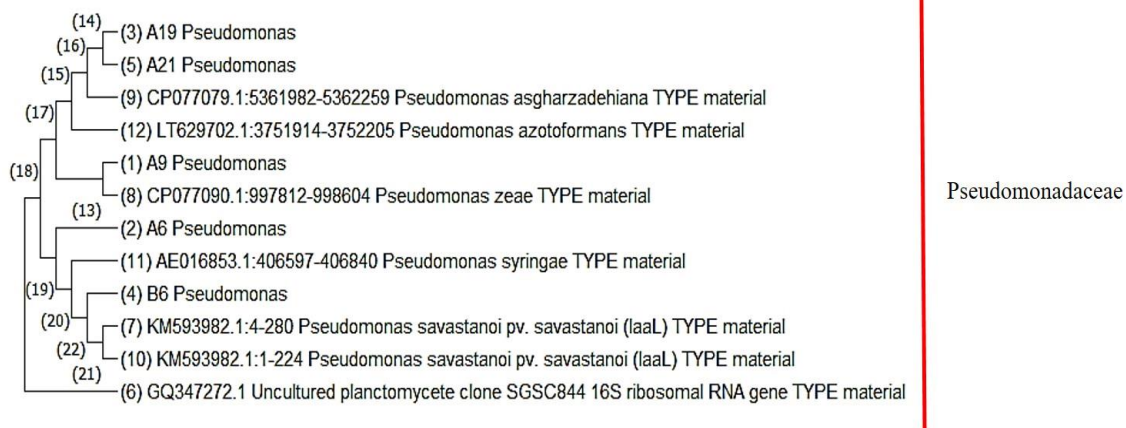 (14)
(3) A19 Pseudomonas
(16)
(5) A21 Pseudomonas
(15)
(9) CP077079.1:5361982-5362259 Pseudomonas asgharzadehiana TYPE material
(17)
(12) LT629702.1:3751914-3752205 Pseudomonas azotoformans TYPE material
(1) A9 Pseudomonas
(18)
(8) CP077090.1:997812-998604 Pseudomonas zeae TYPE material
Pseudomonadaceae
(13)
(2) A6 Pseudomonas
(11) AE016853.1:406597-406840 Pseudomonas syringae TYPE material
(19)
(4) B6 Pseudomonas
(20)
(7) KM593982.1:4-280 Pseudomonas savastanoi pv. savastanoi (IaaL) TYPE material
(22)
(10) KM593982.1:1-224 Pseudomonas savastanoi pv. savastanoi (IaaL) TYPE material
(21)
(6) GQ347272.1 Uncultured planctomycete clone SGSC844 16S ribosomal RNA gene TYPE material